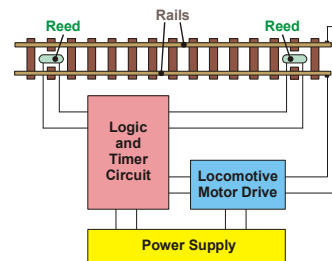 Rails
Reed
Reed
Logic
and
Timer
Circuit
Locomotive
Motor Drive
Power Supply